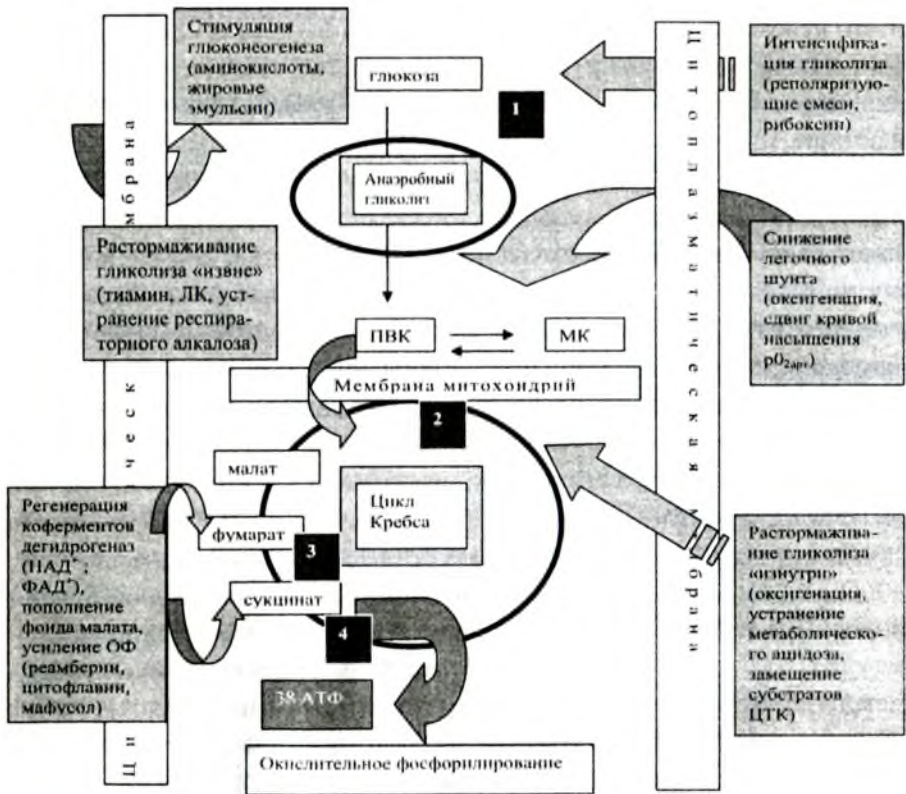 Стимуляция
глюконеогенеза
(аминокислоты,
жировые
эмульсии)
глюкоза
1
Интенсифика-
ция гликолиза
(реполяризую-
щие смеси,
рибоксин)
Анаэробный
гликолиз
Растормаживание
гликолиза «извне»
(тиамин, ЛК, уст-
ранение респира-
торного алкалоза)
Снижение
легочного
шунта
(оксигенация,
сдвиг кривой
насыщения
pO₂арт.)
ПВК
МК
Мембрана митохондрий
2
малат
Цикл
Кребса
Регенерация
коферментов
дегидрогеназ
(НАД⁺;
ФАД⁺),
пополнение
фонда малата,
усиление ОФ
(реамберин,
цитофлавин,
мафусол)
фумарат
3
сукцинат
4
Растормажива-
ние гликолиза
«изнутри»
(оксигенация,
устранение
метаболическо-
го ацидоза,
замещение
субстратов
ЦТК)
38 АТФ
Окислительное фосфорилирование
Ци ическ мбрана
Цитоплазматическая м брана